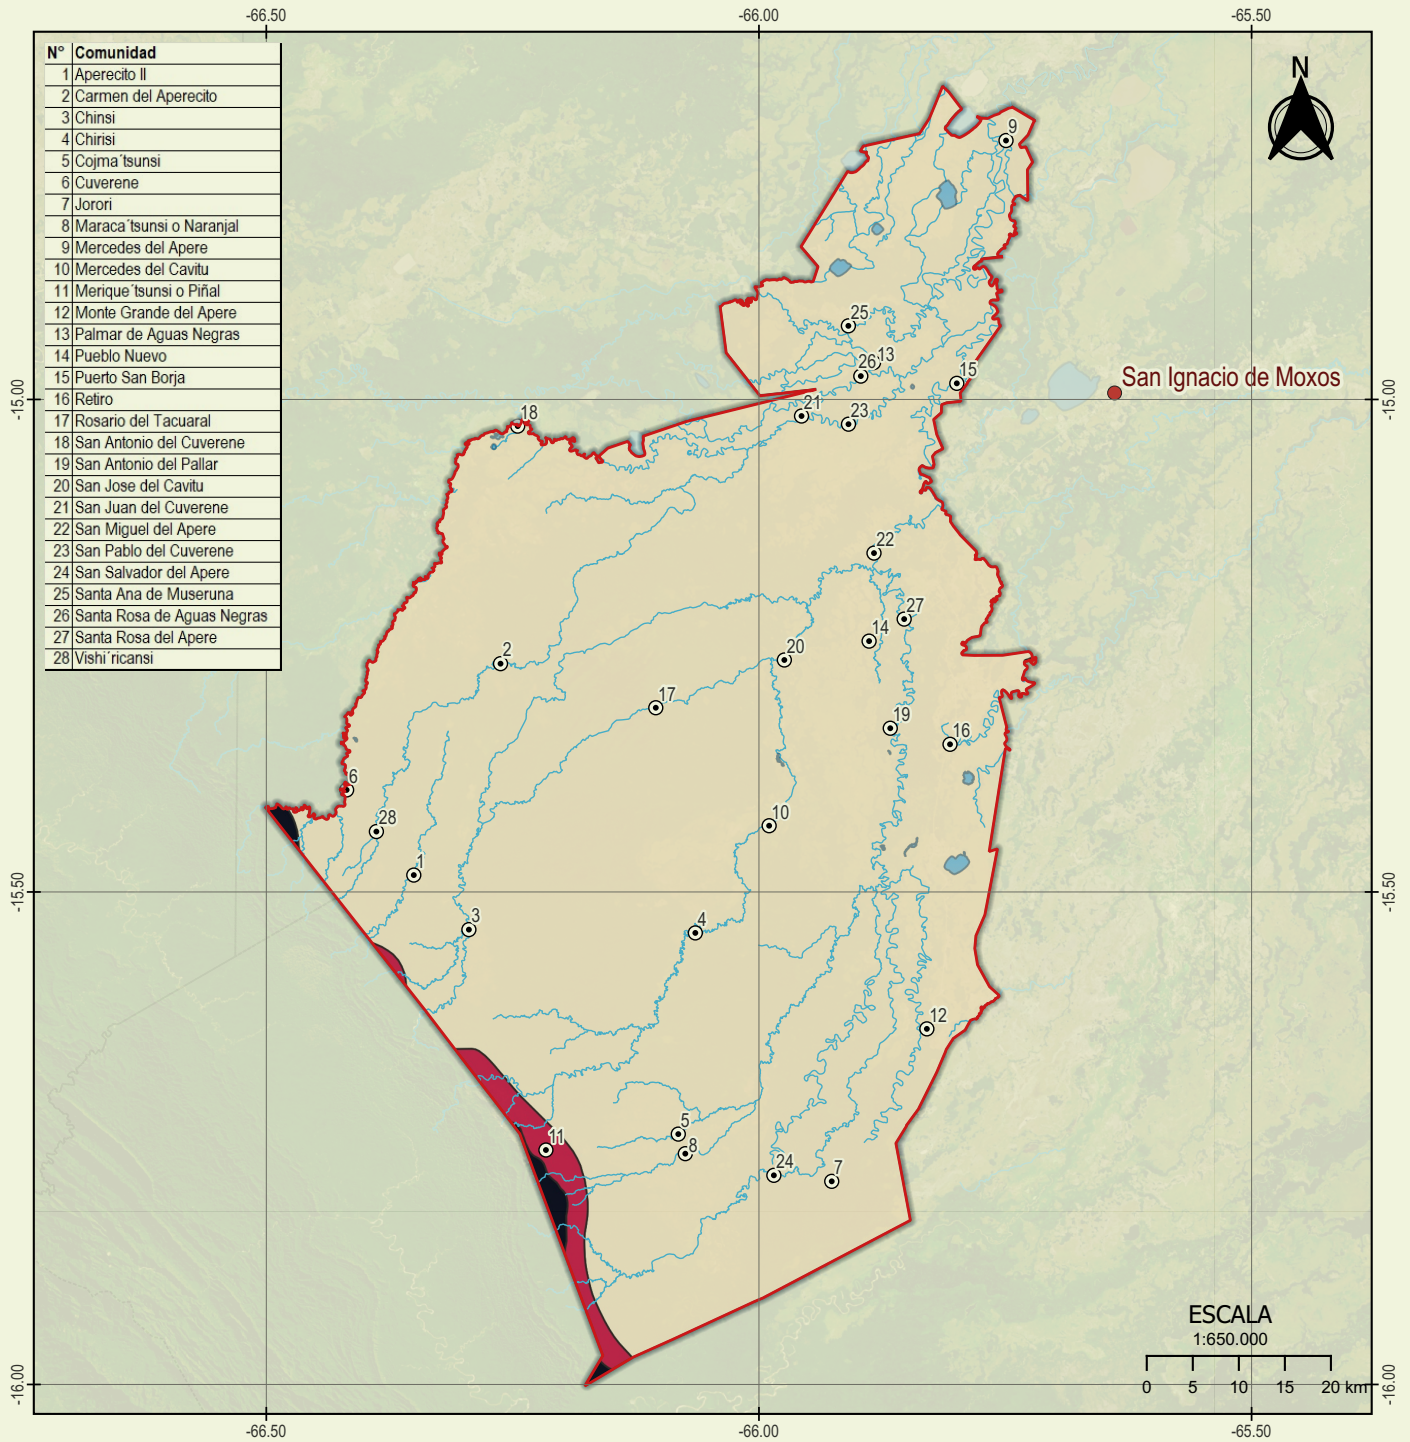 -66.50 -66.00 -65.50
N° Comunidad
1 Aperecito II
2 Carmen del Aperecito
3 Chinsi
4 Chirisi
5 Cojma´tsunsi
6 Cuverene
7 Jorori
8 Maraca´tsunsi o Naranjal
9 Mercedes del Apere
10 Mercedes del Cavitu
11 Merique´tsunsi o Piñal
12 Monte Grande del Apere
13 Palmar de Aguas Negras
14 Pueblo Nuevo
15 Puerto San Borja
16 Retiro
17 Rosario del Tacuaral
18 San Antonio del Cuverene
19 San Antonio del Pallar
20 San Jose del Cavitu
21 San Juan del Cuverene
22 San Miguel del Apere
23 San Pablo del Cuverene
24 San Salvador del Apere
25 Santa Ana de Museruna
26 Santa Rosa de Aguas Negras
27 Santa Rosa del Apere
28 Vishi´ricansi
N
9
25
13
26
15
San Ignacio de Moxos
-15.00 -15.00
21
23
18
22
27
14
20
2
17
19
16
6
10
28
1
-15.50 -15.50
3
4
12
5
11
8
24
7
ESCALA
1:650.000
0 5 10 15 20 km
-16.00 -16.00
-66.50 -66.00 -65.50